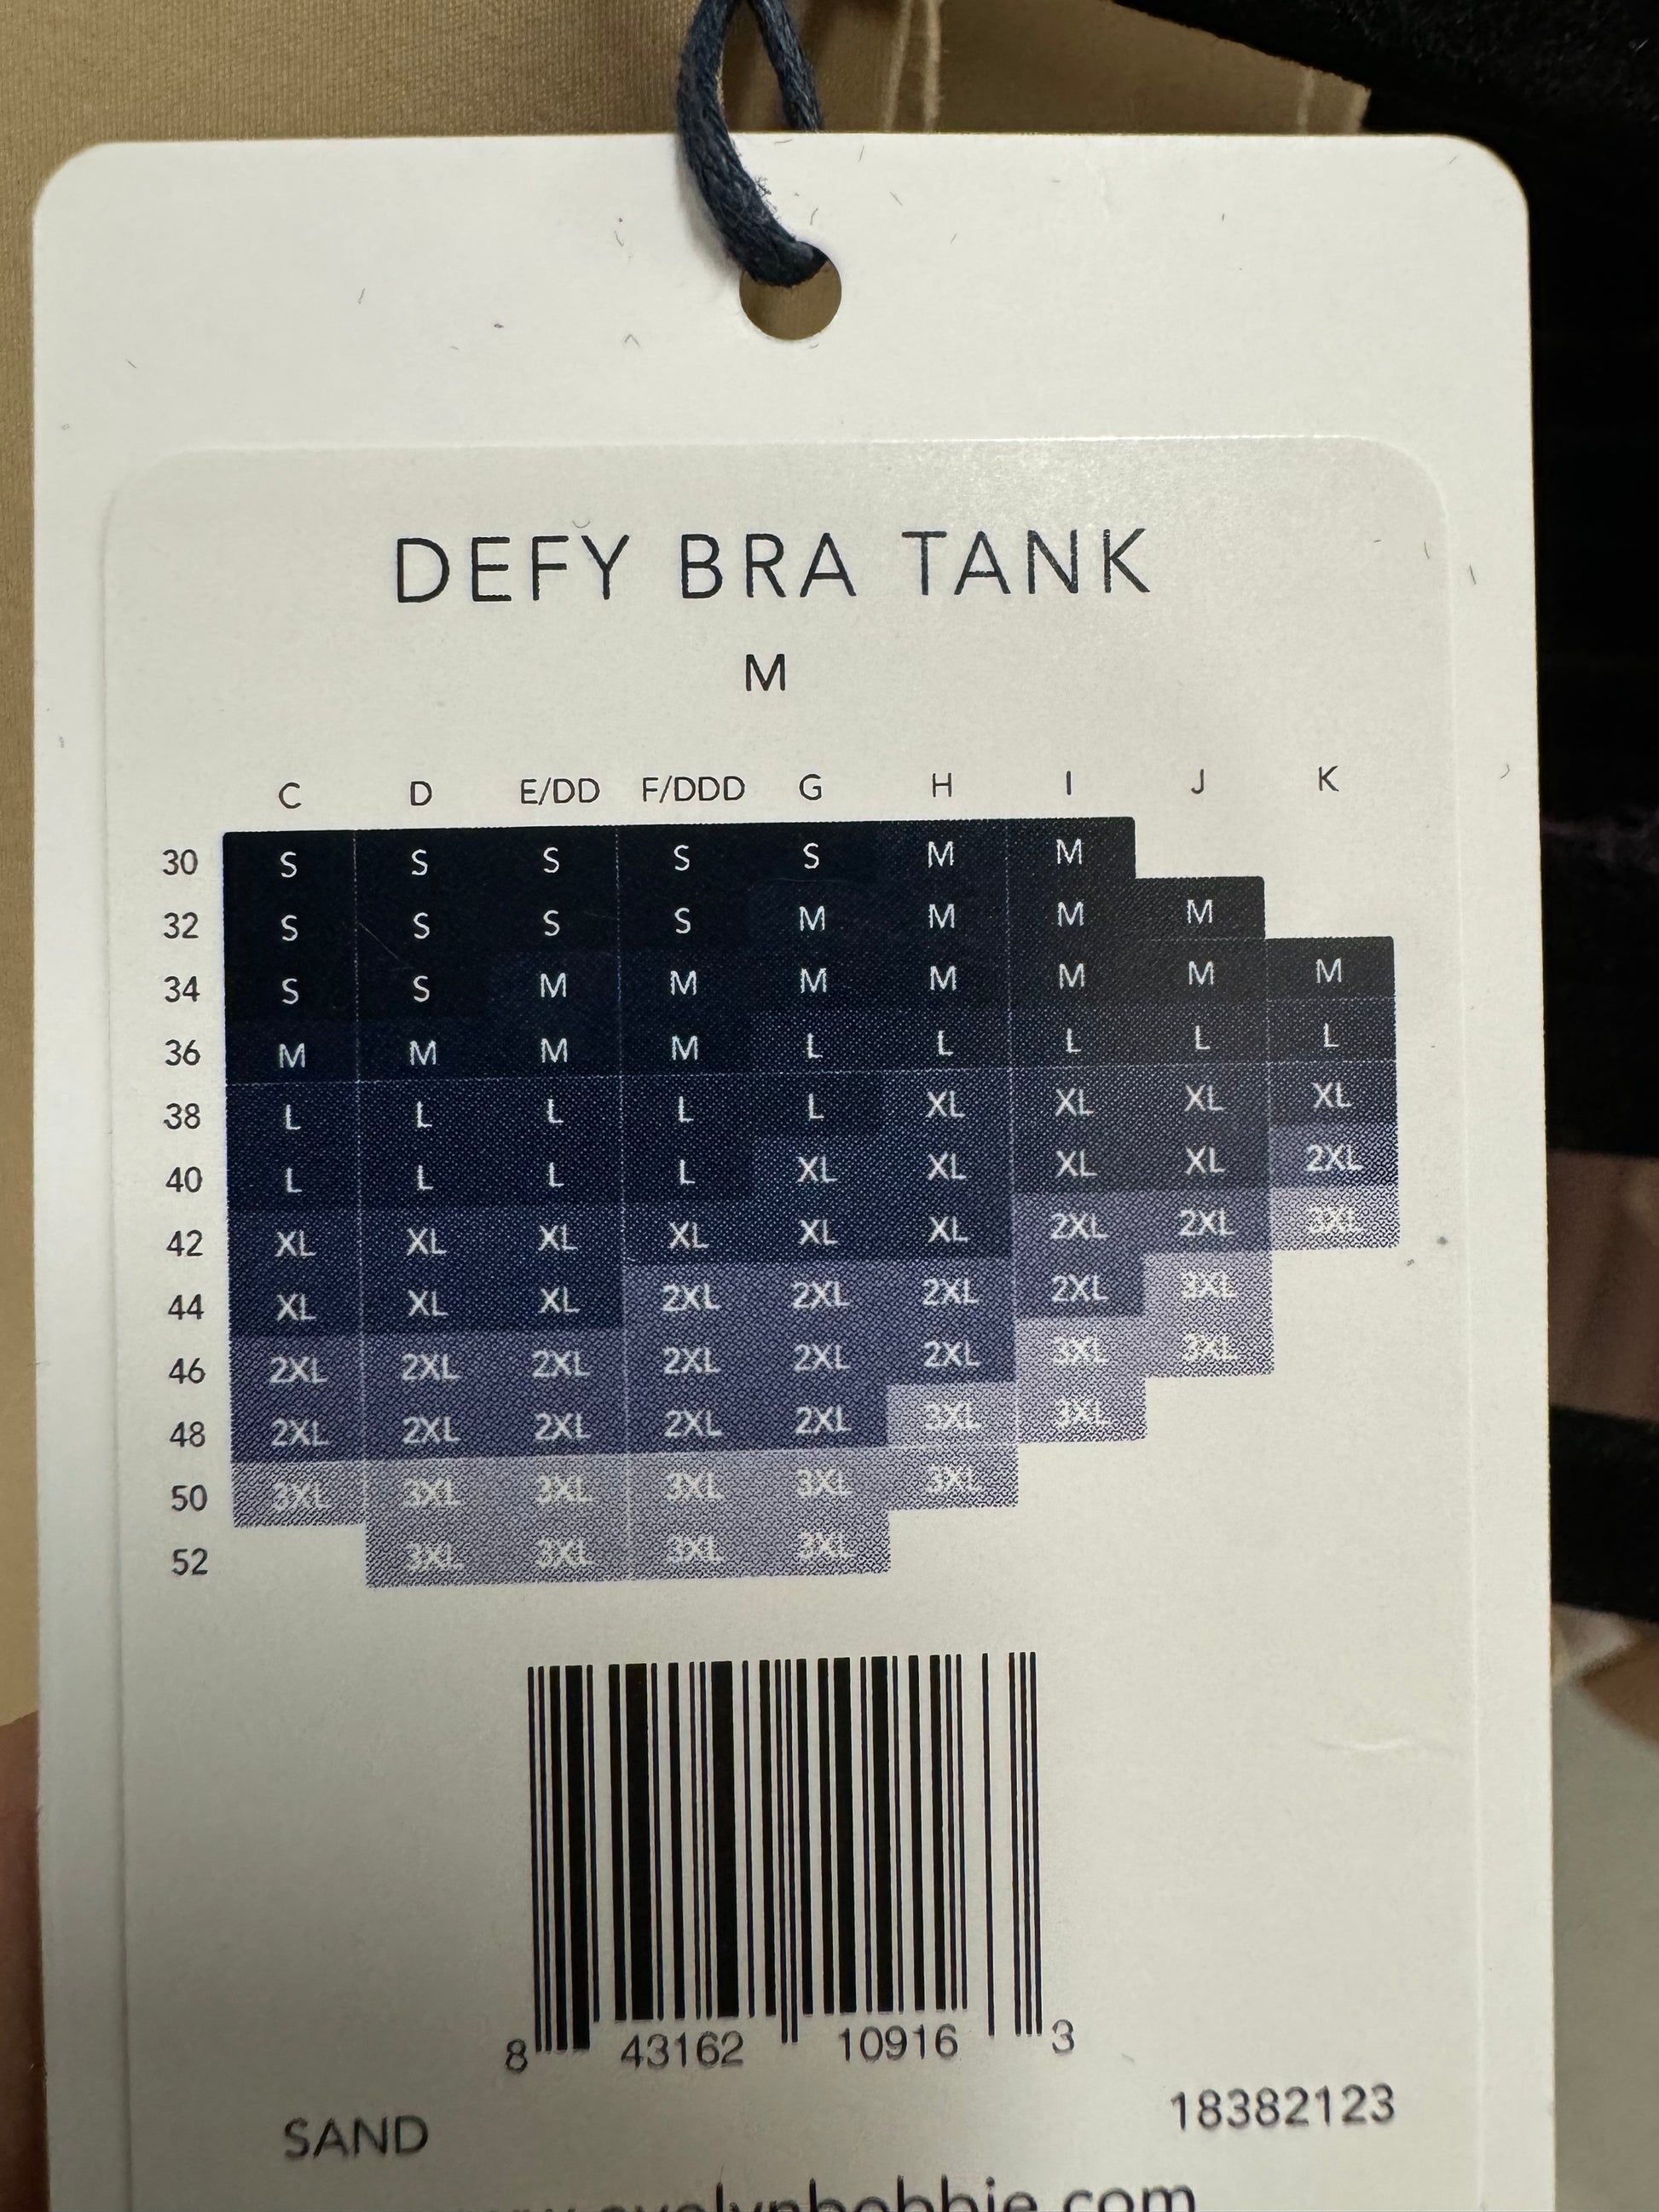 DEFY BRA TANK
M
C D E/DD F/DDD G H I J K
30 S S S S S M M
32 S S S S M M M M
34 S S M M M M M M M
36 M M M M L L L L L
38 L L L L L XL XL XL XL
40 L L L L XL XL XL XL 2XL
42 XL XL XL XL XL XL 2XL 2XL 3XL
44 XL XL XL 2XL 2XL 2XL 2XL 3XL
46 2XL 2XL 2XL 2XL 2XL 2XL 3XL 3XL
48 2XL 2XL 2XL 2XL 2XL 3XL 3XL
50 3XL 3XL 3XL 3XL 3XL 3XL
52 3XL 3XL 3XL 3XL
8 43162 10916 3
SAND 18382123